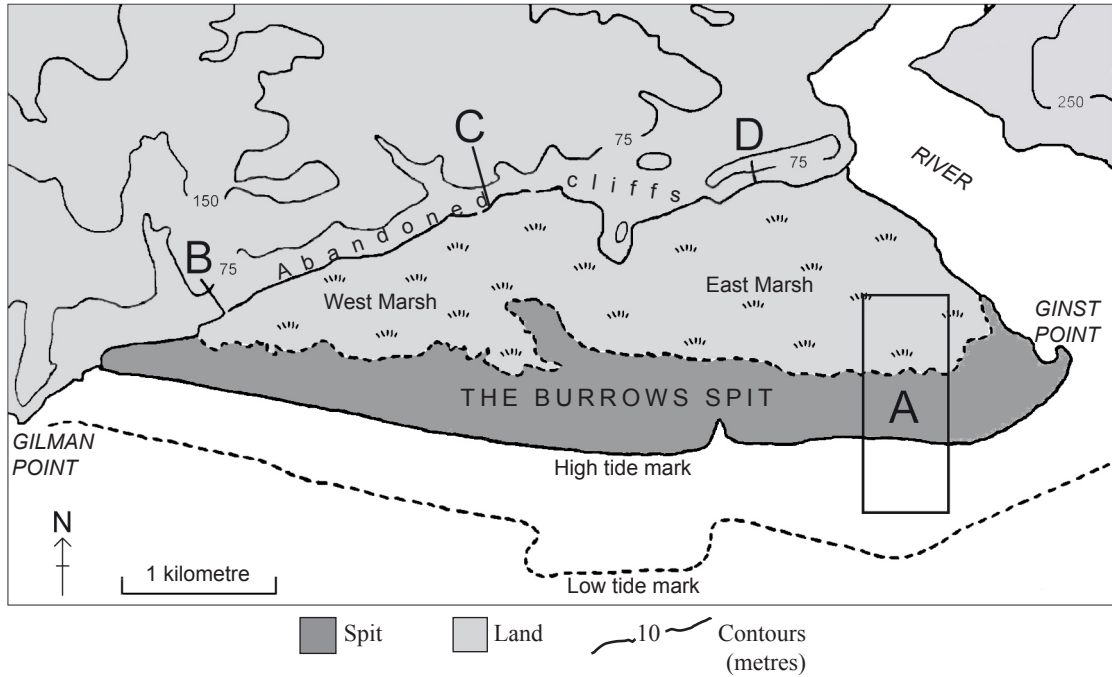 250
C
75
D
75
RIVER
cliffs
150
Abandoned
B
75
West Marsh
East Marsh
GINST
POINT
THE BURROWS SPIT
A
GILMAN
POINT
High tide mark
N
1 kilometre
Low tide mark
Spit
Land
10
Contours
(metres)